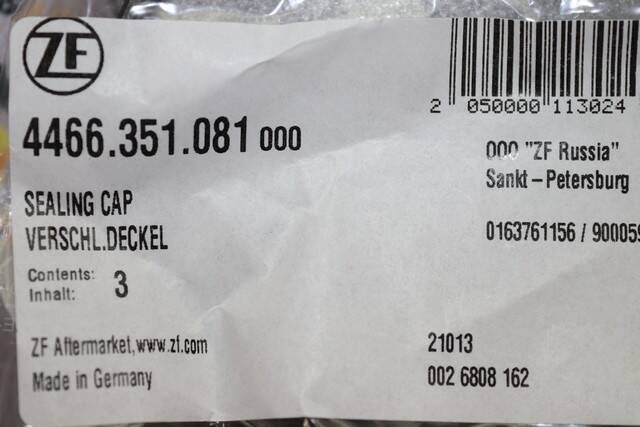 ZF
2 050000 113024
4466.351.081 000
OOO "ZF Russia"
Sankt-Petersburg
SEALING CAP
VERSCHL.DECKEL
0163761156 / 900059
Contents:
Inhalt: 3
ZF Aftermarket, www.zf.com
Made in Germany
21013
002 6808 162